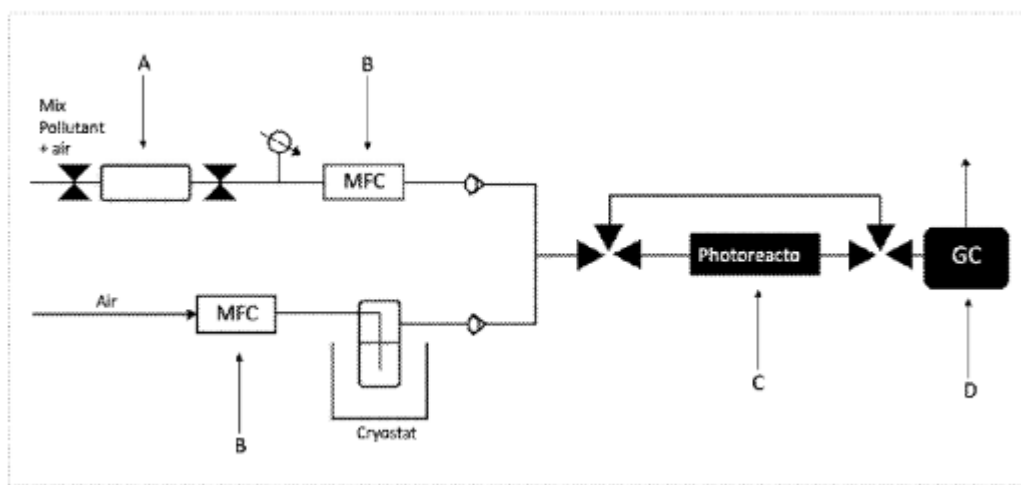 A
B
Mix
Pollutant
+ air
MFC
Photoreacto
GC
Air
MFC
C
D
B
Cryostat